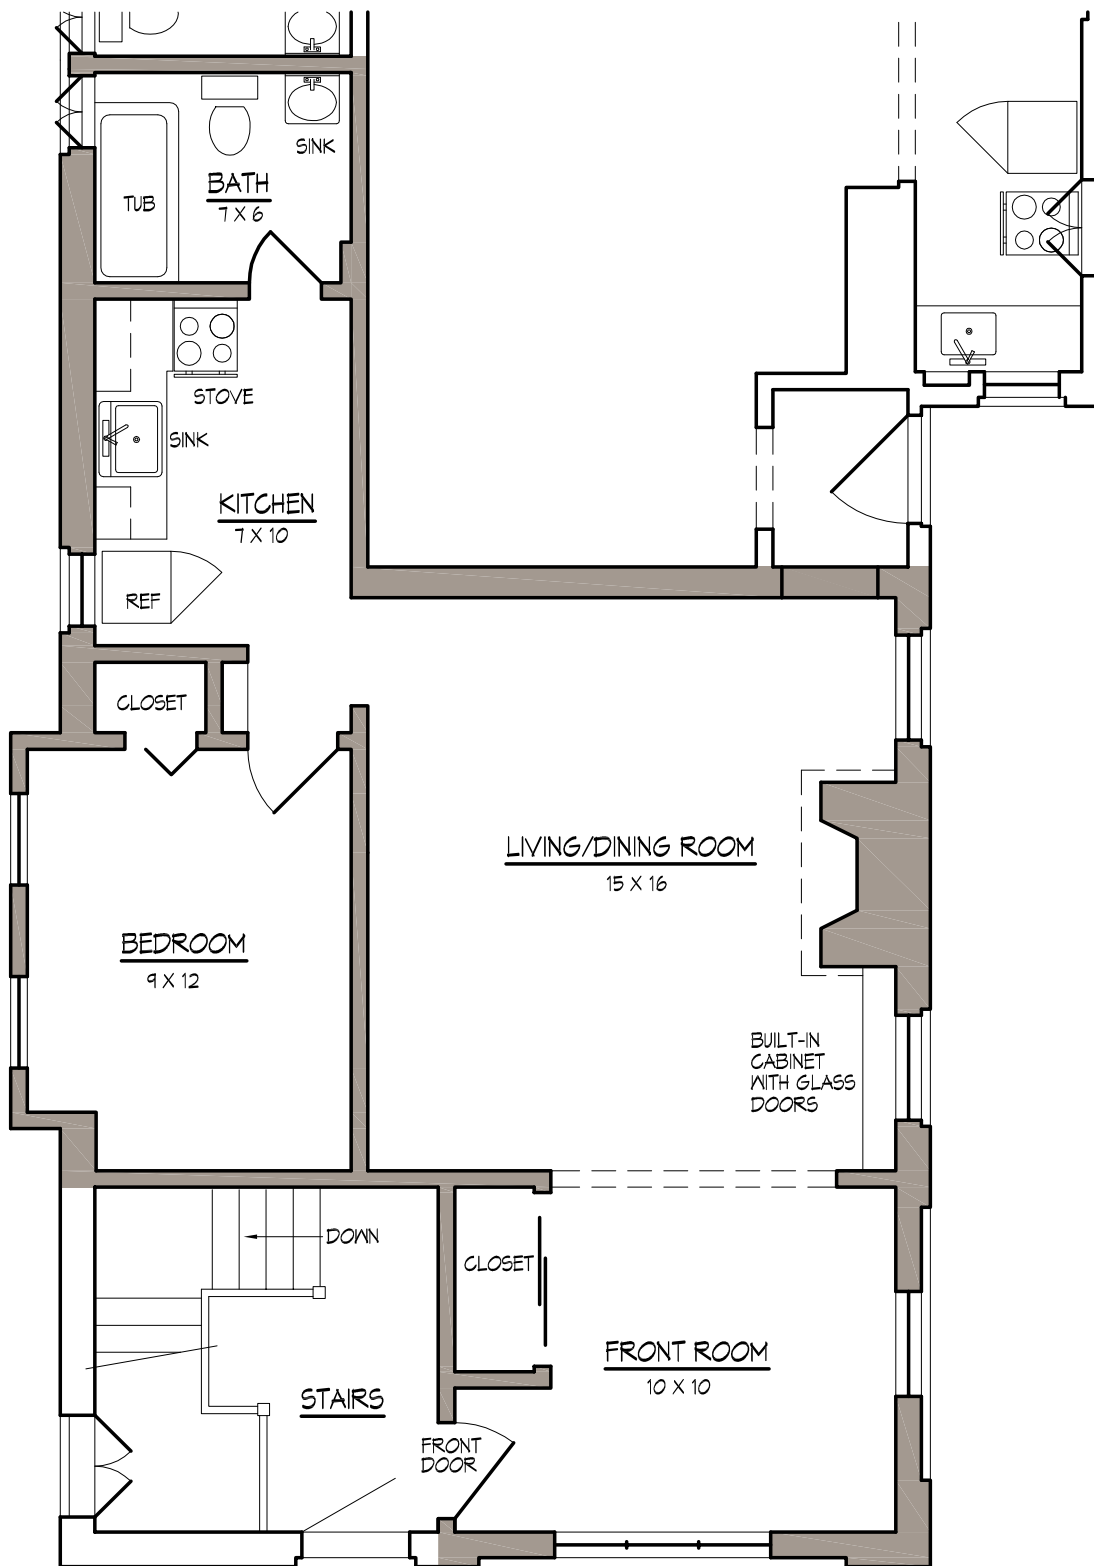 SINK
BATH
7 X 6
TUB
STOVE
SINK
KITCHEN
7 X 10
REF
CLOSET
LIVING/DINING ROOM
15 X 16
BEDROOM
9 X 12
BUILT-IN
CABINET
WITH GLASS
DOORS
DOWN
CLOSET
FRONT ROOM
10 X 10
STAIRS
FRONT
DOOR